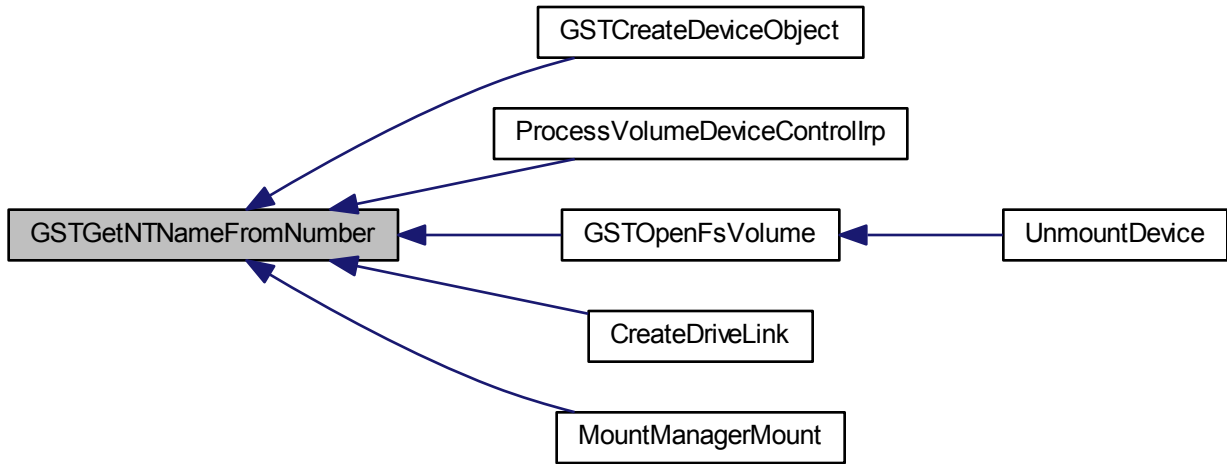 GSTCreateDeviceObject
ProcessVolumeDeviceControlIrp
GSTGetNTNameFromNumber
GSTOpenFsVolume
UnmountDevice
CreateDriveLink
MountManagerMount